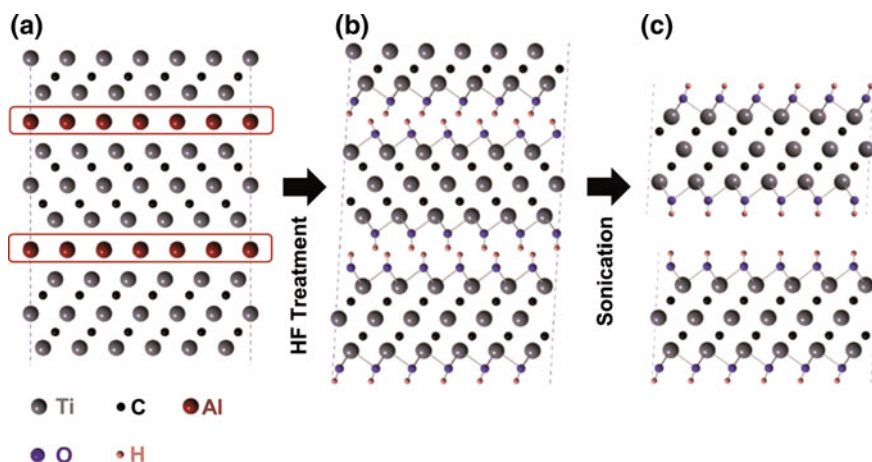 (a)
(b)
(c)
HF Treatment
Sonication
Ti
C
Al
O
H